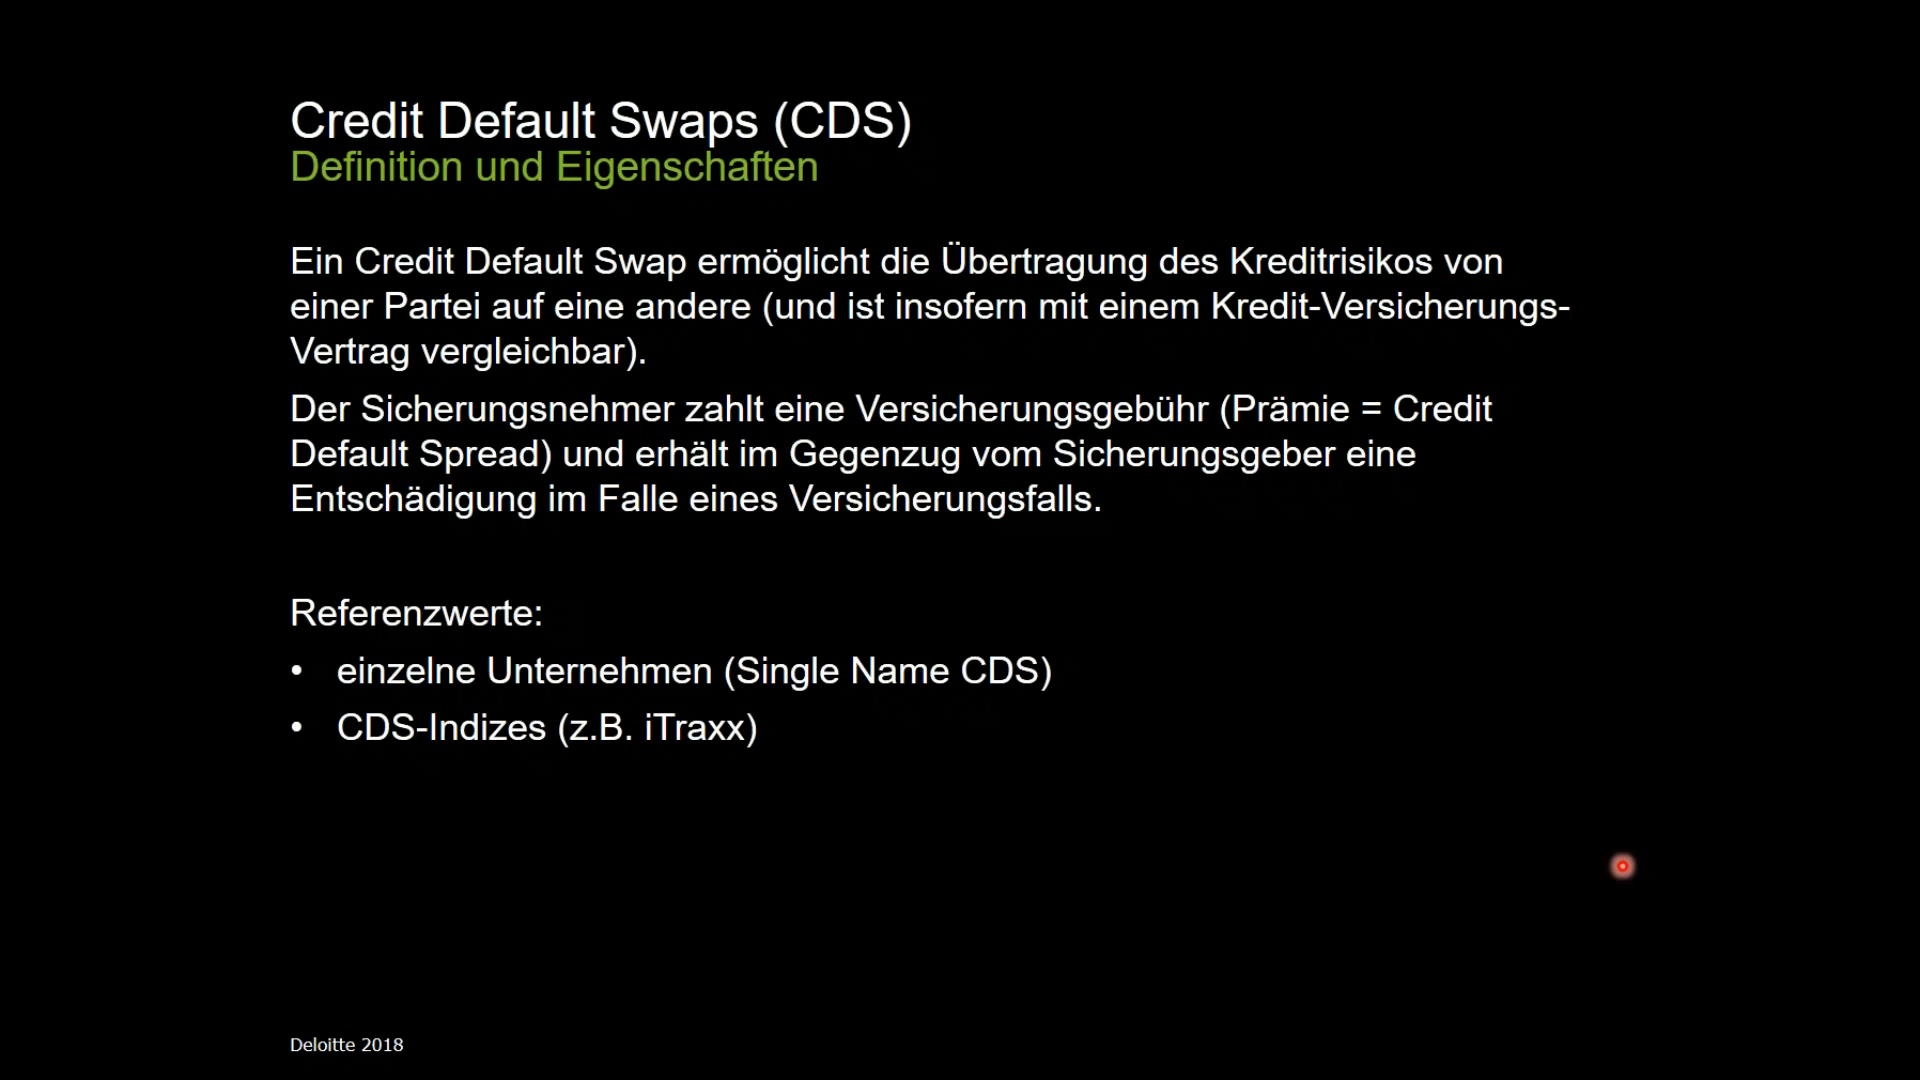 Credit Default Swaps (CDS)
Definition und Eigenschaften
Ein Credit Default Swap ermöglicht die Übertragung des Kreditrisikos von
einer Partei auf eine andere (und ist insofern mit einem Kredit-Versicherungs-
Vertrag vergleichbar).
Der Sicherungsnehmer zahlt eine Versicherungsgebühr (Prämie = Credit
Default Spread) und erhält im Gegenzug vom Sicherungsgeber eine
Entschädigung im Falle eines Versicherungsfalls.
Referenzwerte:
• einzelne Unternehmen (Single Name CDS)
• CDS-Indizes (z.B. iTraxx)
Deloitte 2018